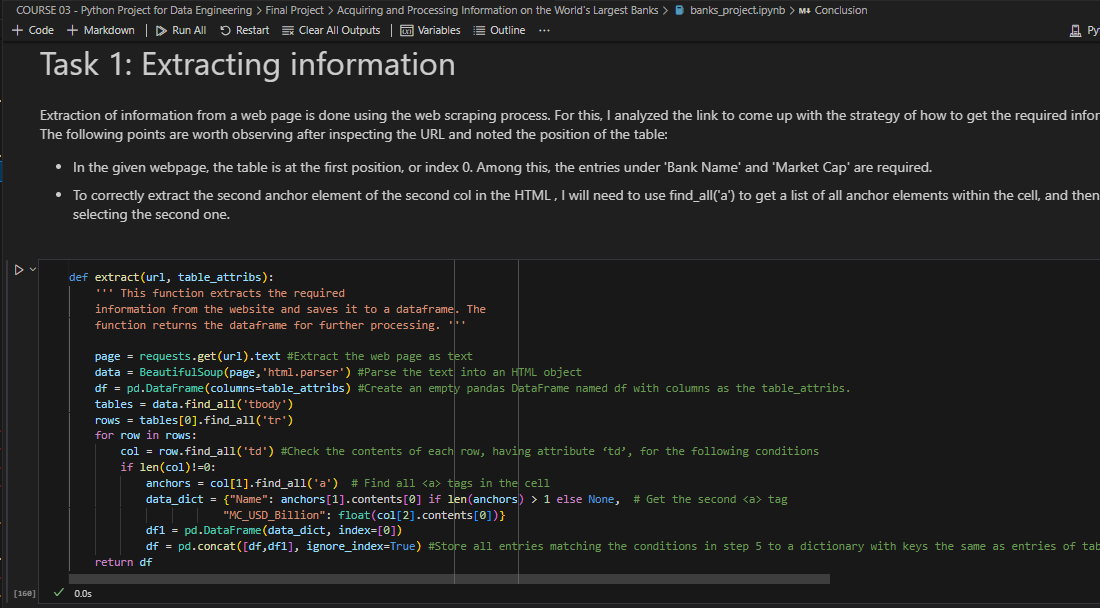 COURSE 03 - Python Project for Data Engineering > Final Project > Acquiring and Processing Information on the World's Largest Banks > banks_project.ipynb > M↓ Conclusion
+ Code + Markdown | Run All Restart Clear All Outputs | Variables Outline ··· Py
Task 1: Extracting information
Extraction of information from a web page is done using the web scraping process. For this, I analyzed the link to come up with the strategy of how to get the required infor
The following points are worth observing after inspecting the URL and noted the position of the table:
• In the given webpage, the table is at the first position, or index 0. Among this, the entries under 'Bank Name' and 'Market Cap' are required.
• To correctly extract the second anchor element of the second col in the HTML , I will need to use find_all('a') to get a list of all anchor elements within the cell, and then
selecting the second one.
def extract(url, table_attribs):
''' This function extracts the required
information from the website and saves it to a dataframe. The
function returns the dataframe for further processing. '''
page = requests.get(url).text #Extract the web page as text
data = BeautifulSoup(page,'html.parser') #Parse the text into an HTML object
df = pd.DataFrame(columns=table_attribs) #Create an empty pandas DataFrame named df with columns as the table_attribs.
tables = data.find_all('tbody')
rows = tables[0].find_all('tr')
for row in rows:
col = row.find_all('td') #Check the contents of each row, having attribute ‘td’, for the following conditions
if len(col)!=0:
anchors = col[1].find_all('a')  # Find all <a> tags in the cell
data_dict = {"Name": anchors[1].contents[0] if len(anchors) > 1 else None,  # Get the second <a> tag
"MC_USD_Billion": float(col[2].contents[0])}
df1 = pd.DataFrame(data_dict, index=[0])
df = pd.concat([df,df1], ignore_index=True) #Store all entries matching the conditions in step 5 to a dictionary with keys the same as entries of tab
return df
[160] ✓ 0.0s